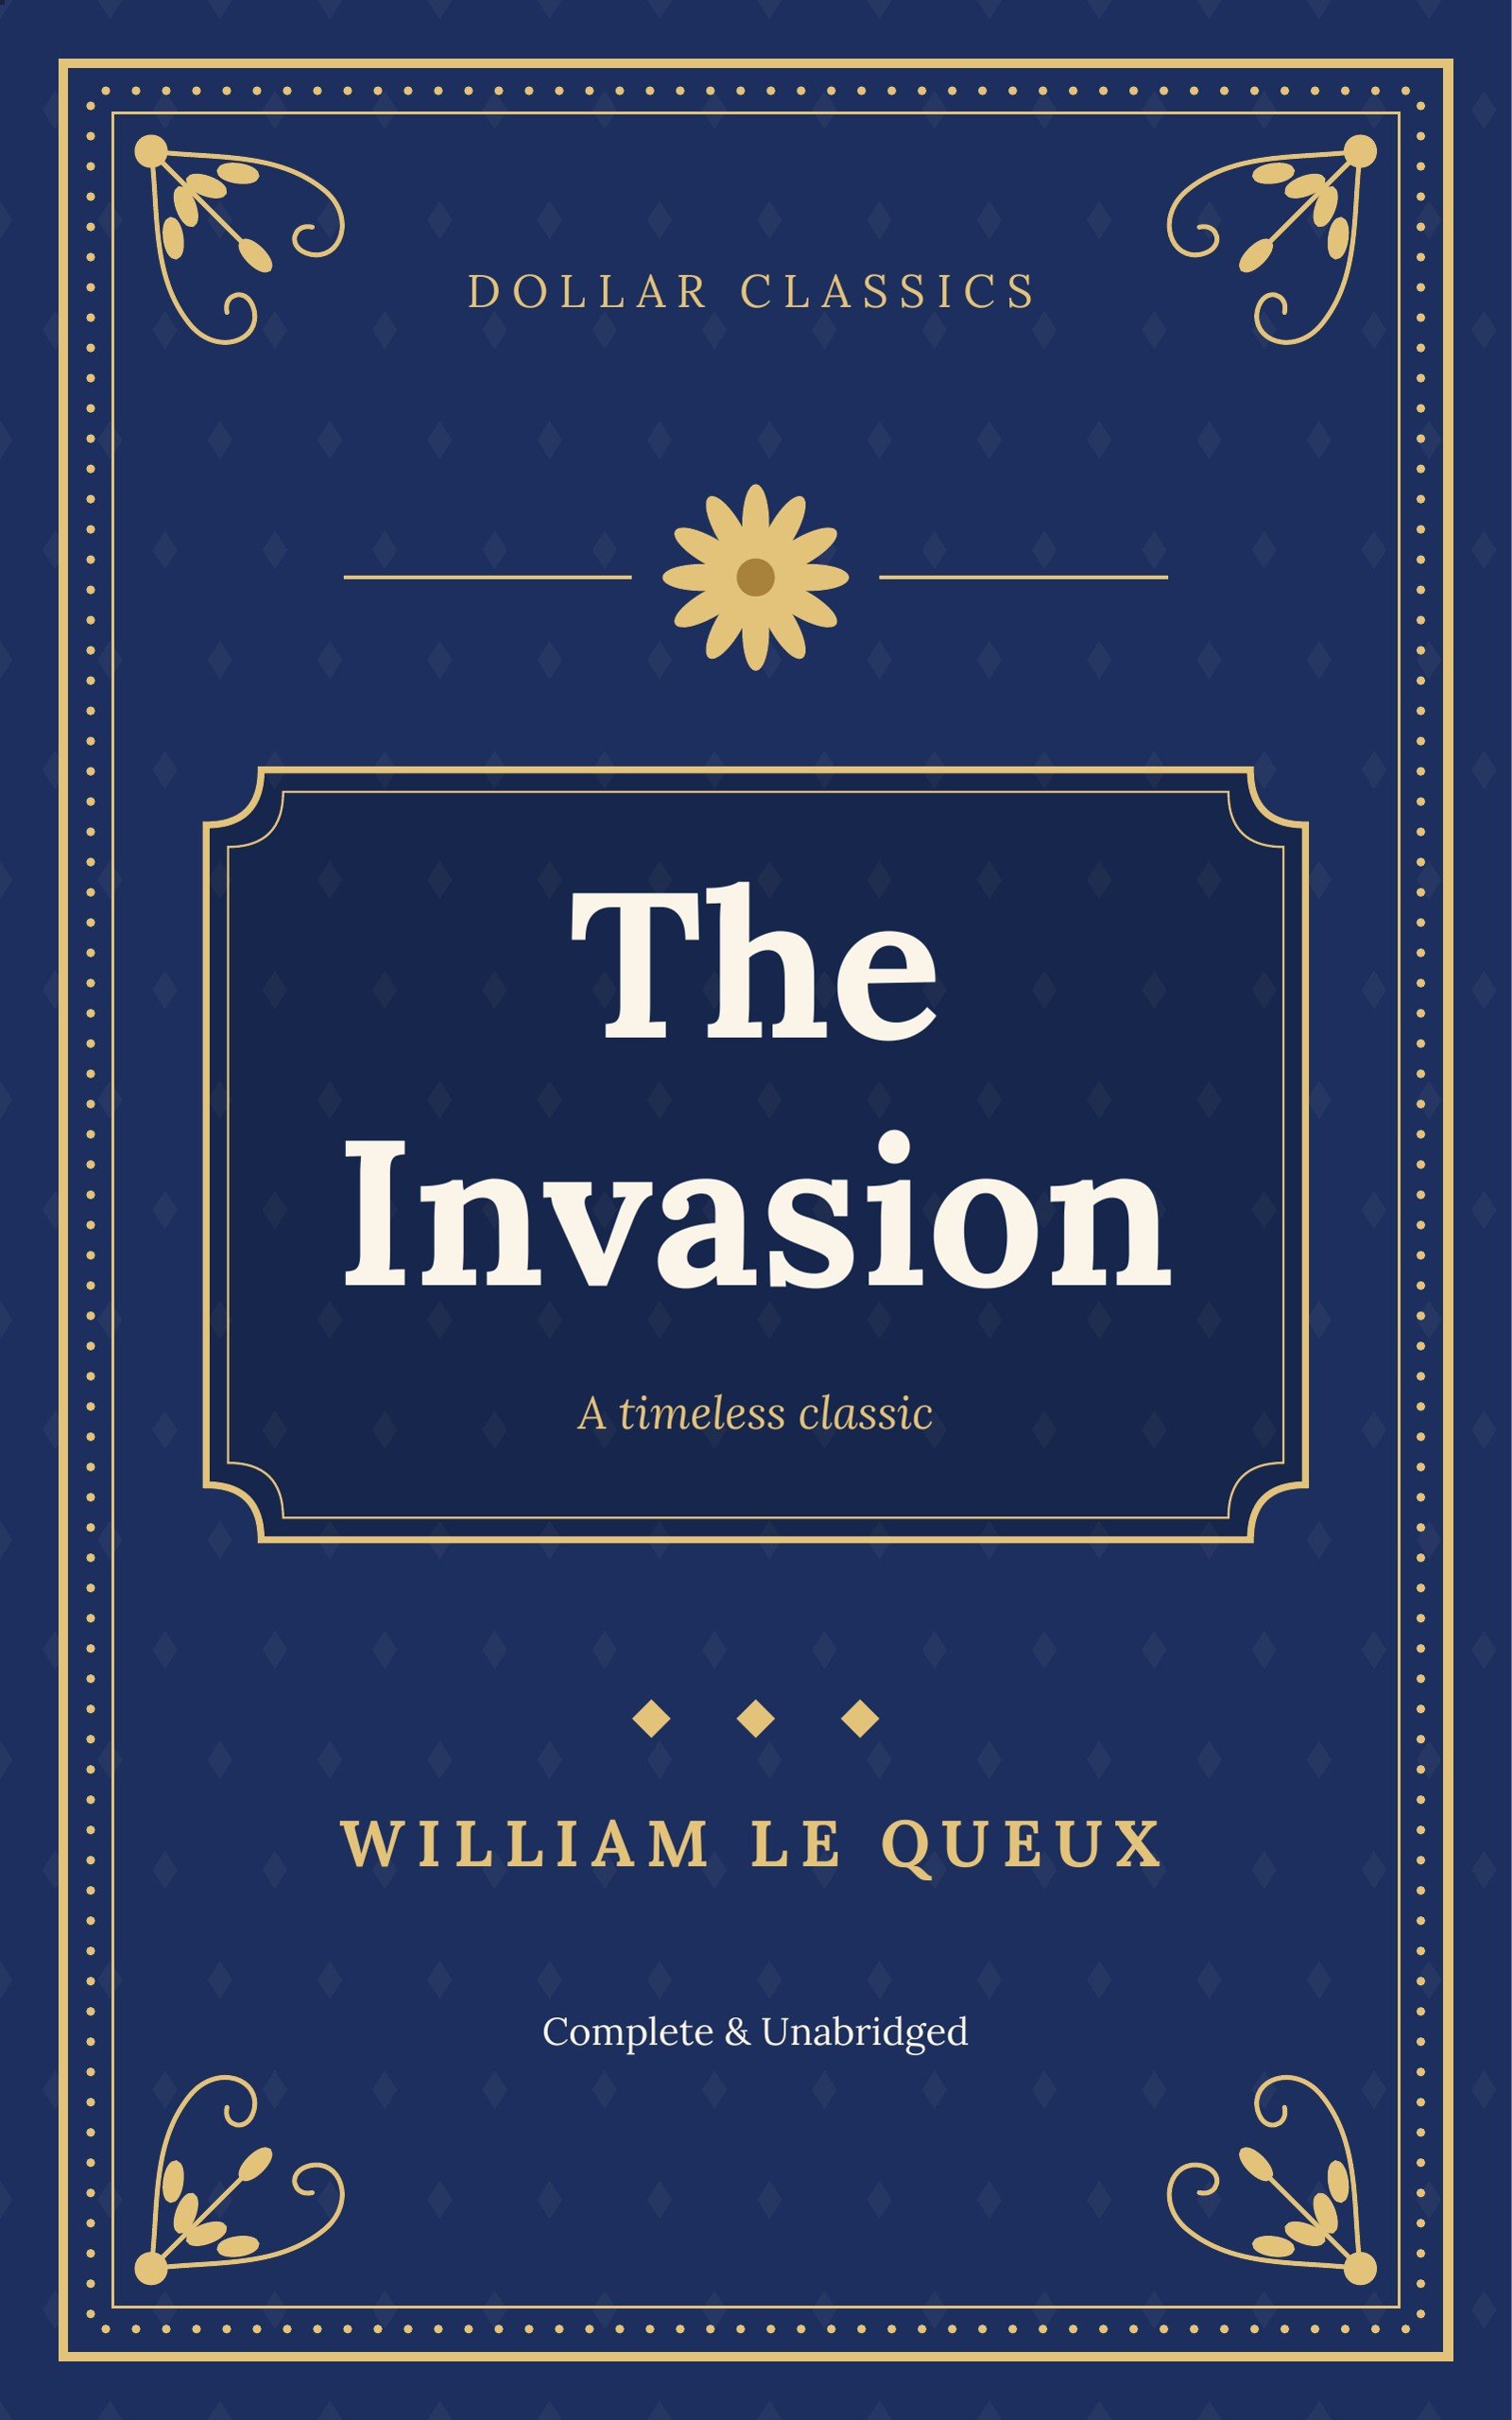 DOLLAR CLASSICS
The
Invasion
A timeless classic
WILLIAM LE QUEUX
Complete & Unabridged